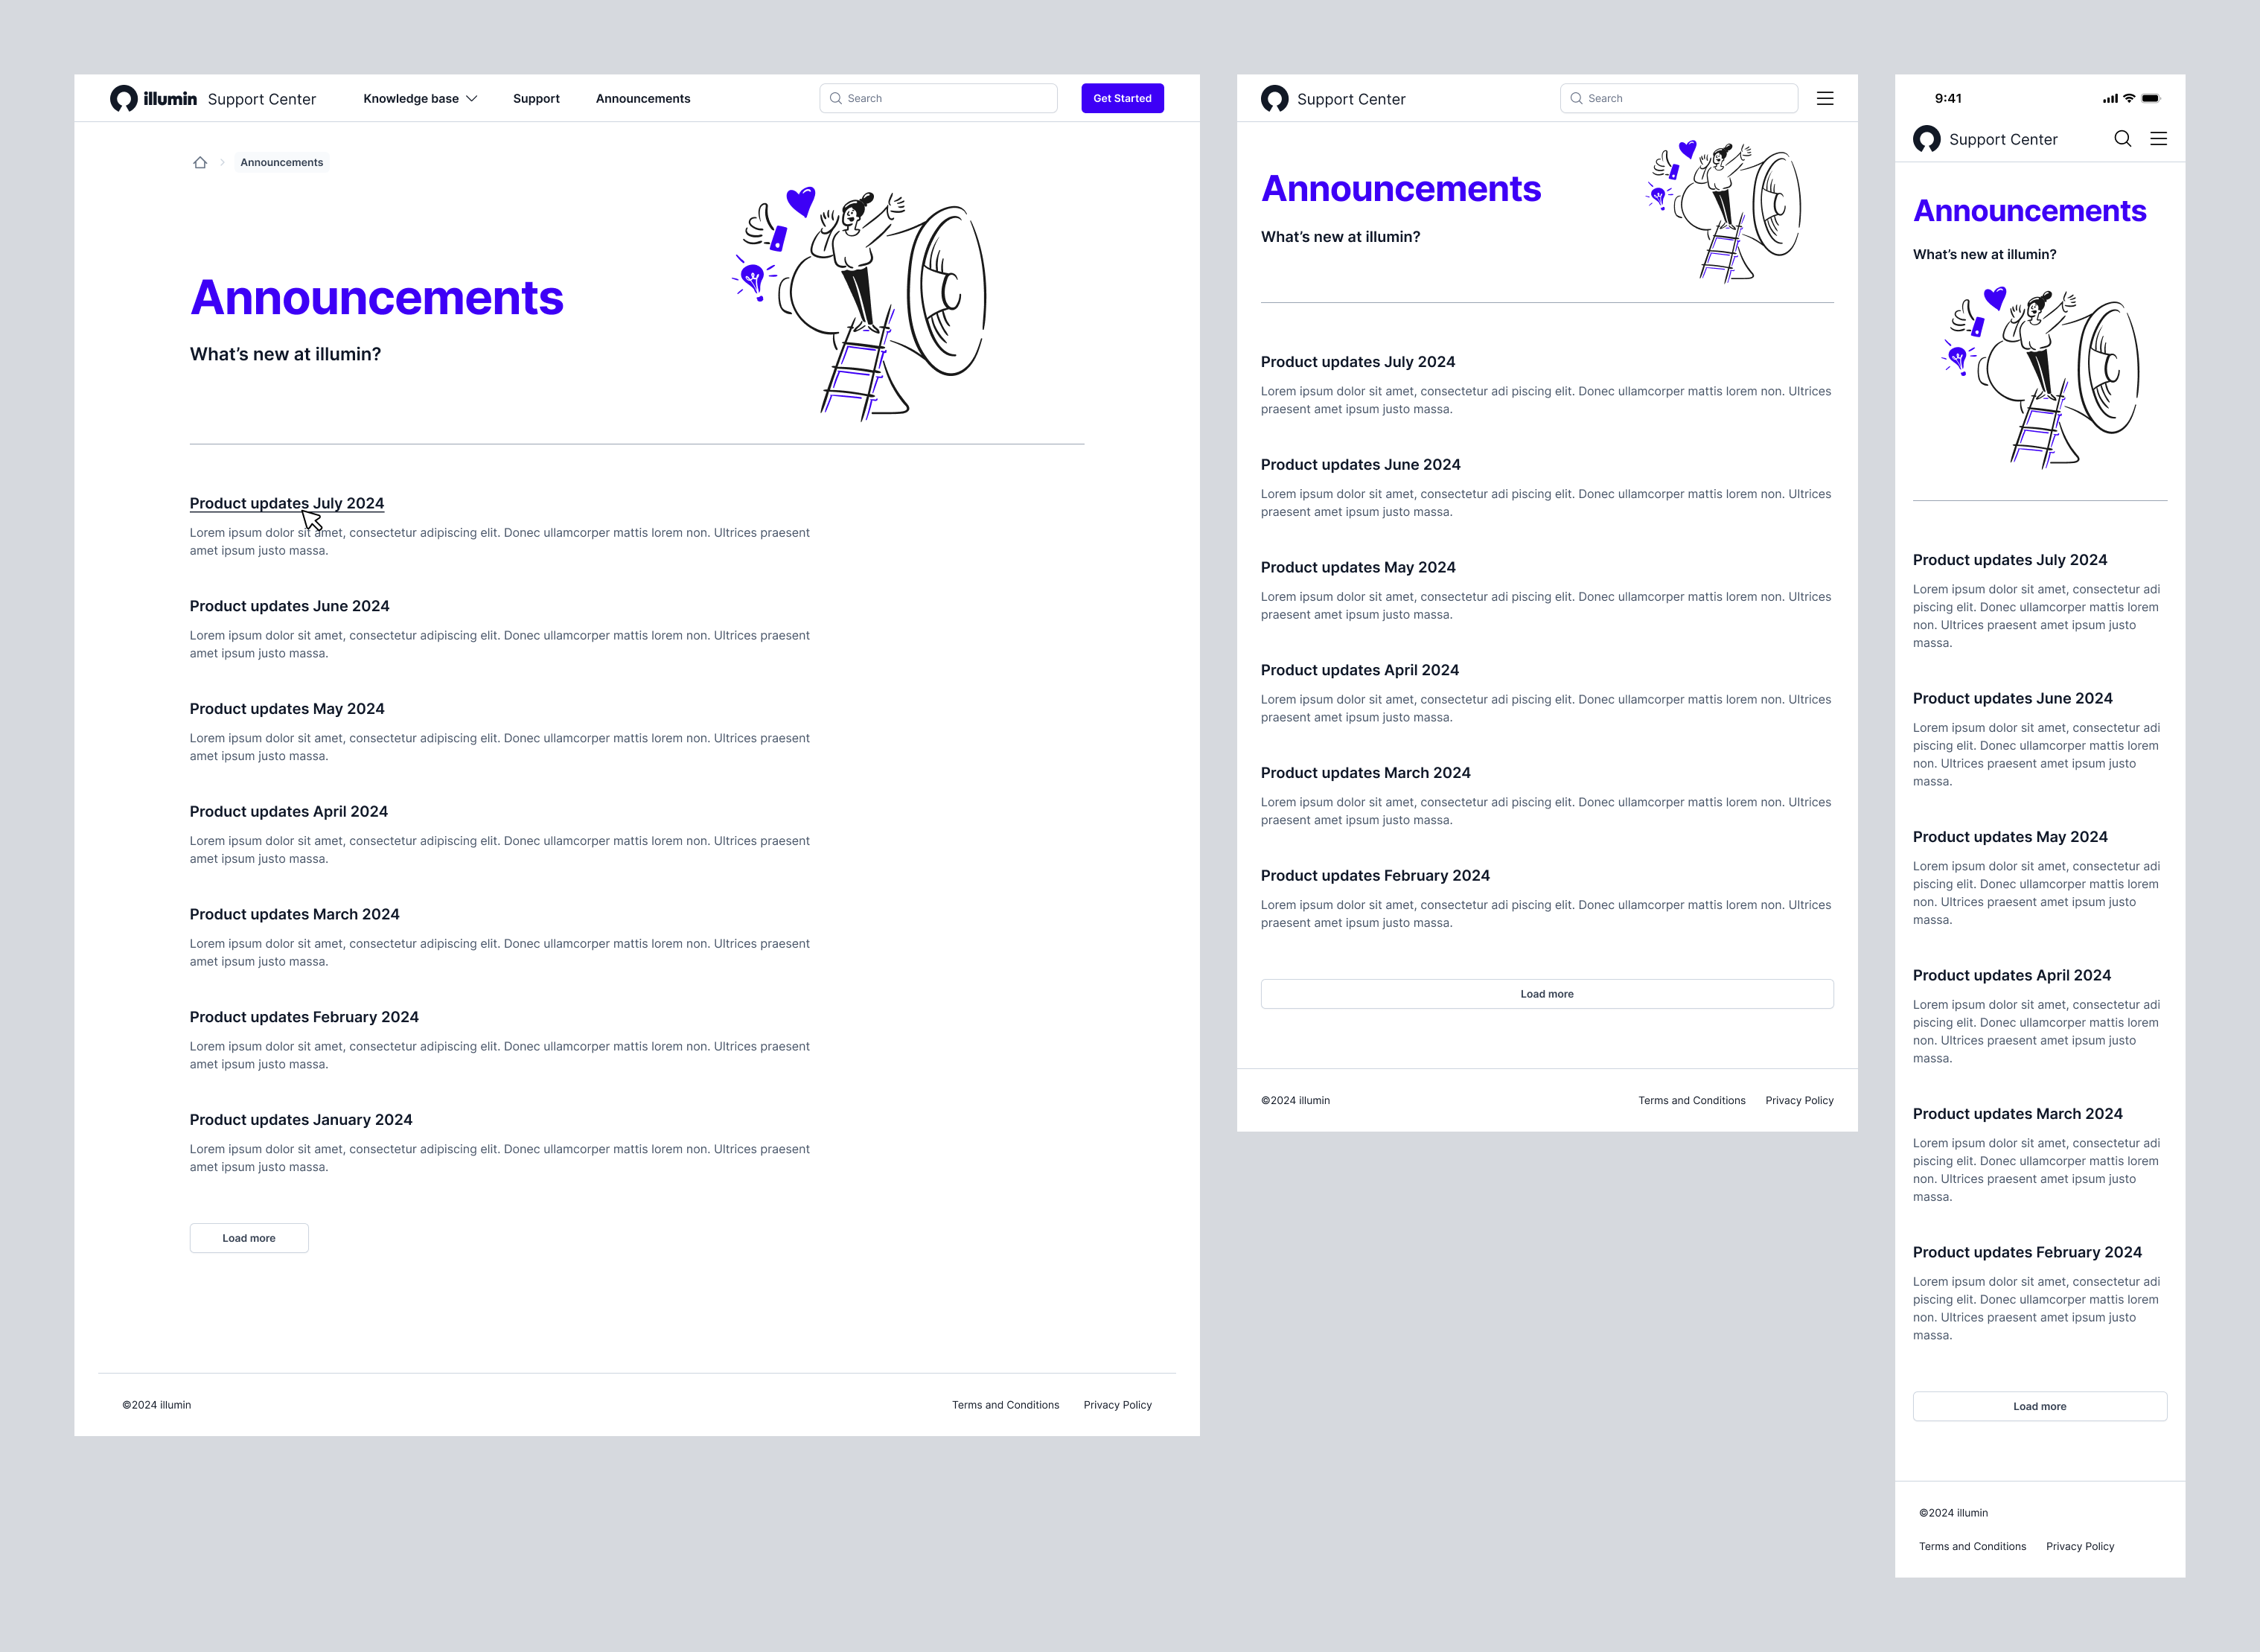 illumin Support Center Knowledge base Support Announcements Search Get Started
Announcements
Announcements
What’s new at illumin?
Product updates July 2024
Lorem ipsum dolor sit amet, consectetur adipiscing elit. Donec ullamcorper mattis lorem non. Ultrices praesent
amet ipsum justo massa.
Product updates June 2024
Lorem ipsum dolor sit amet, consectetur adipiscing elit. Donec ullamcorper mattis lorem non. Ultrices praesent
amet ipsum justo massa.
Product updates May 2024
Lorem ipsum dolor sit amet, consectetur adipiscing elit. Donec ullamcorper mattis lorem non. Ultrices praesent
amet ipsum justo massa.
Product updates April 2024
Lorem ipsum dolor sit amet, consectetur adipiscing elit. Donec ullamcorper mattis lorem non. Ultrices praesent
amet ipsum justo massa.
Product updates March 2024
Lorem ipsum dolor sit amet, consectetur adipiscing elit. Donec ullamcorper mattis lorem non. Ultrices praesent
amet ipsum justo massa.
Product updates February 2024
Lorem ipsum dolor sit amet, consectetur adipiscing elit. Donec ullamcorper mattis lorem non. Ultrices praesent
amet ipsum justo massa.
Product updates January 2024
Lorem ipsum dolor sit amet, consectetur adipiscing elit. Donec ullamcorper mattis lorem non. Ultrices praesent
amet ipsum justo massa.
Load more
©2024 illumin Terms and Conditions Privacy Policy
Support Center Search
Announcements
What’s new at illumin?
Product updates July 2024
Lorem ipsum dolor sit amet, consectetur adi piscing elit. Donec ullamcorper mattis lorem non. Ultrices
praesent amet ipsum justo massa.
Product updates June 2024
Lorem ipsum dolor sit amet, consectetur adi piscing elit. Donec ullamcorper mattis lorem non. Ultrices
praesent amet ipsum justo massa.
Product updates May 2024
Lorem ipsum dolor sit amet, consectetur adi piscing elit. Donec ullamcorper mattis lorem non. Ultrices
praesent amet ipsum justo massa.
Product updates April 2024
Lorem ipsum dolor sit amet, consectetur adi piscing elit. Donec ullamcorper mattis lorem non. Ultrices
praesent amet ipsum justo massa.
Product updates March 2024
Lorem ipsum dolor sit amet, consectetur adi piscing elit. Donec ullamcorper mattis lorem non. Ultrices
praesent amet ipsum justo massa.
Product updates February 2024
Lorem ipsum dolor sit amet, consectetur adi piscing elit. Donec ullamcorper mattis lorem non. Ultrices
praesent amet ipsum justo massa.
Load more
©2024 illumin Terms and Conditions Privacy Policy
9:41
Support Center
Announcements
What’s new at illumin?
Product updates July 2024
Lorem ipsum dolor sit amet, consectetur adi
piscing elit. Donec ullamcorper mattis lorem
non. Ultrices praesent amet ipsum justo
massa.
Product updates June 2024
Lorem ipsum dolor sit amet, consectetur adi
piscing elit. Donec ullamcorper mattis lorem
non. Ultrices praesent amet ipsum justo
massa.
Product updates May 2024
Lorem ipsum dolor sit amet, consectetur adi
piscing elit. Donec ullamcorper mattis lorem
non. Ultrices praesent amet ipsum justo
massa.
Product updates April 2024
Lorem ipsum dolor sit amet, consectetur adi
piscing elit. Donec ullamcorper mattis lorem
non. Ultrices praesent amet ipsum justo
massa.
Product updates March 2024
Lorem ipsum dolor sit amet, consectetur adi
piscing elit. Donec ullamcorper mattis lorem
non. Ultrices praesent amet ipsum justo
massa.
Product updates February 2024
Lorem ipsum dolor sit amet, consectetur adi
piscing elit. Donec ullamcorper mattis lorem
non. Ultrices praesent amet ipsum justo
massa.
Load more
©2024 illumin
Terms and Conditions Privacy Policy